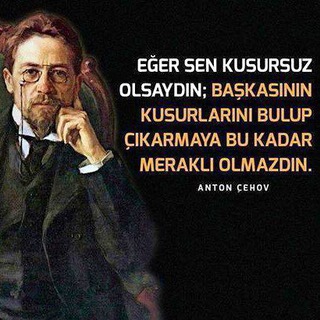 EĞER SEN KUSURSUZ
OLSAYDIN; BAŞKASININ
KUSURLARINI BULUP
ÇIKARMAYA BU KADAR
MERAKLI OLMAZDIN.
ANTON ÇEHOV